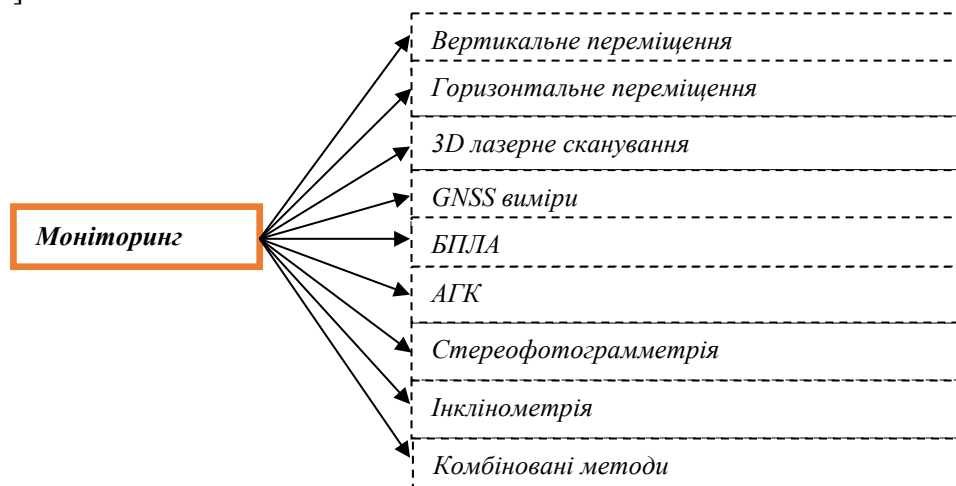 ]
Вертикальне переміщення
Горизонтальне переміщення
3D лазерне сканування
GNSS виміри
Моніторинг
БПЛА
АГК
Стереофотограмметрія
Інклінометрія
Комбіновані методи